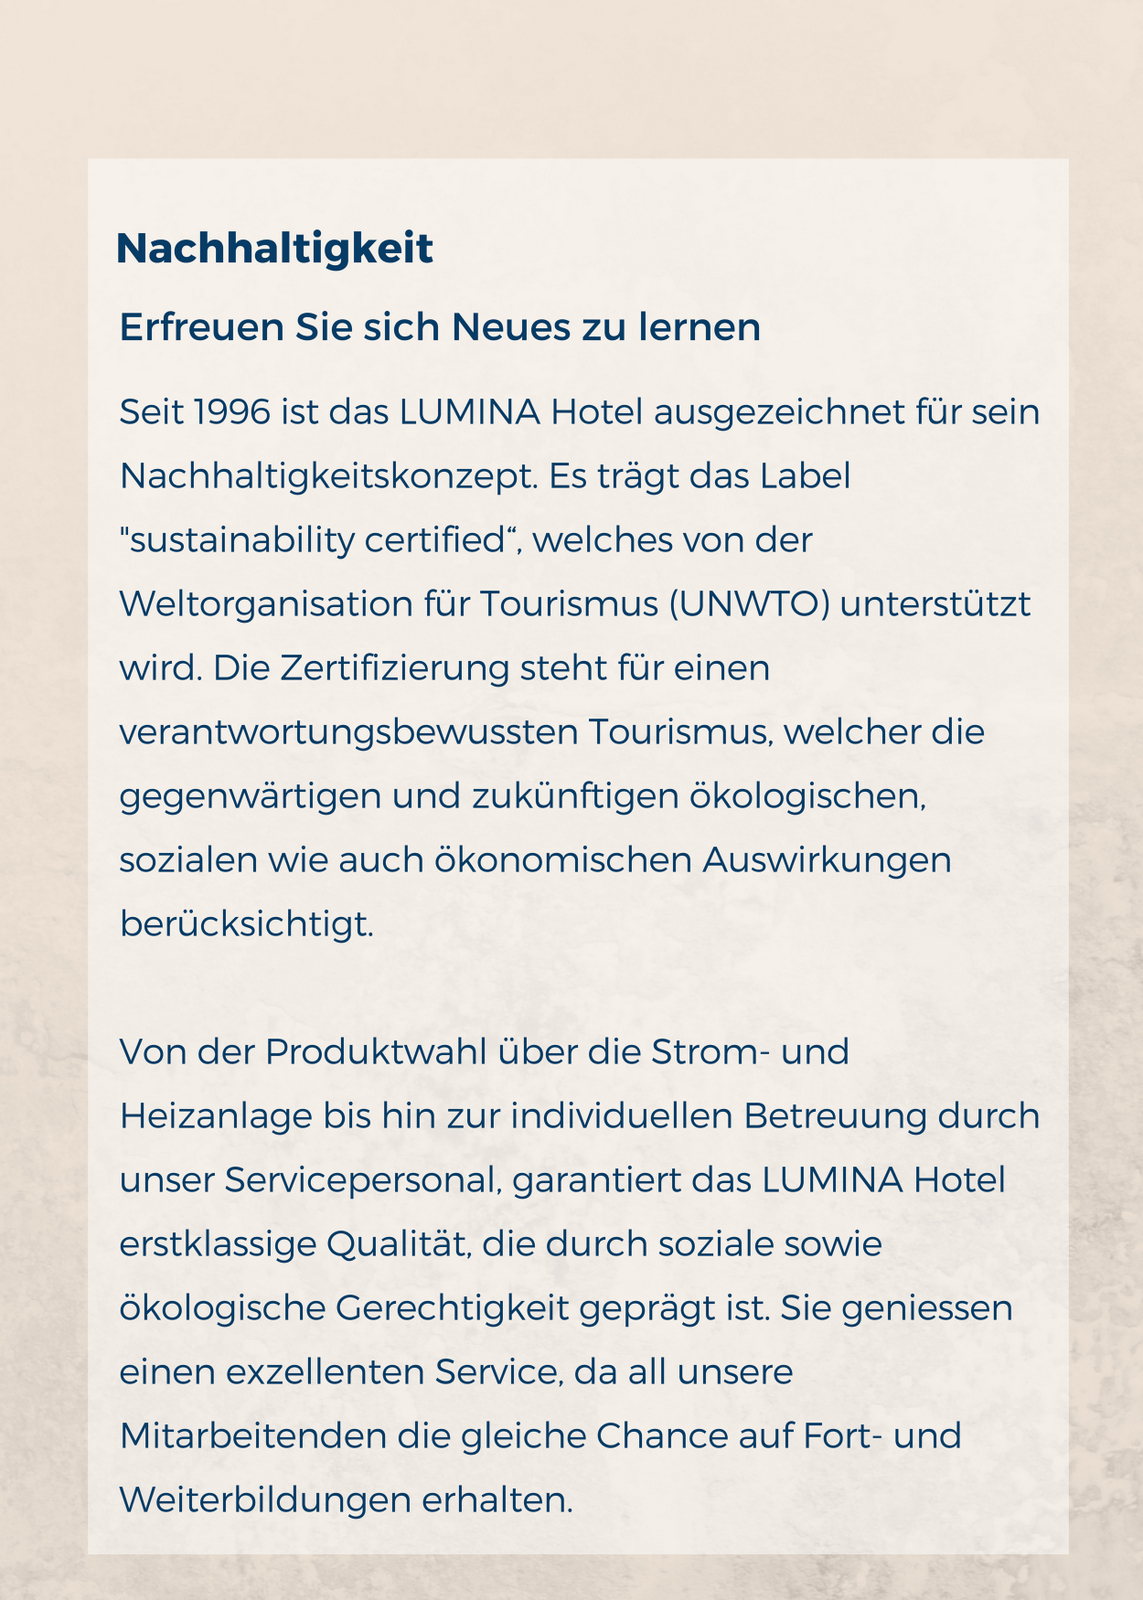 Nachhaltigkeit
Erfreuen Sie sich Neues zu lernen
Seit 1996 ist das LUMINA Hotel ausgezeichnet für sein
Nachhaltigkeitskonzept. Es trägt das Label
"sustainability certified“, welches von der
Weltorganisation für Tourismus (UNWTO) unterstützt
wird. Die Zertifizierung steht für einen
verantwortungsbewussten Tourismus, welcher die
gegenwärtigen und zukünftigen ökologischen,
sozialen wie auch ökonomischen Auswirkungen
berücksichtigt.
Von der Produktwahl über die Strom- und
Heizanlage bis hin zur individuellen Betreuung durch
unser Servicepersonal, garantiert das LUMINA Hotel
erstklassige Qualität, die durch soziale sowie
ökologische Gerechtigkeit geprägt ist. Sie geniessen
einen exzellenten Service, da all unsere
Mitarbeitenden die gleiche Chance auf Fort- und
Weiterbildungen erhalten.